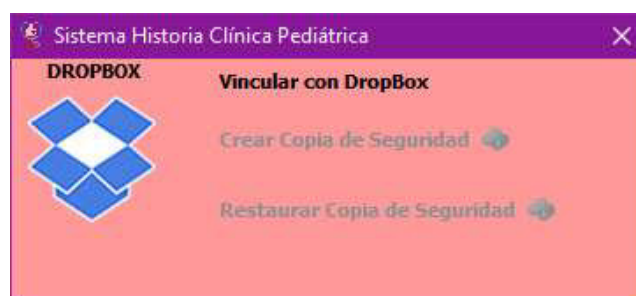 Sistema Historia Clínica Pediátrica
DROPBOX
Vincular con DropBox
Crear Copia de Seguridad
Restaurar Copia de Seguridad